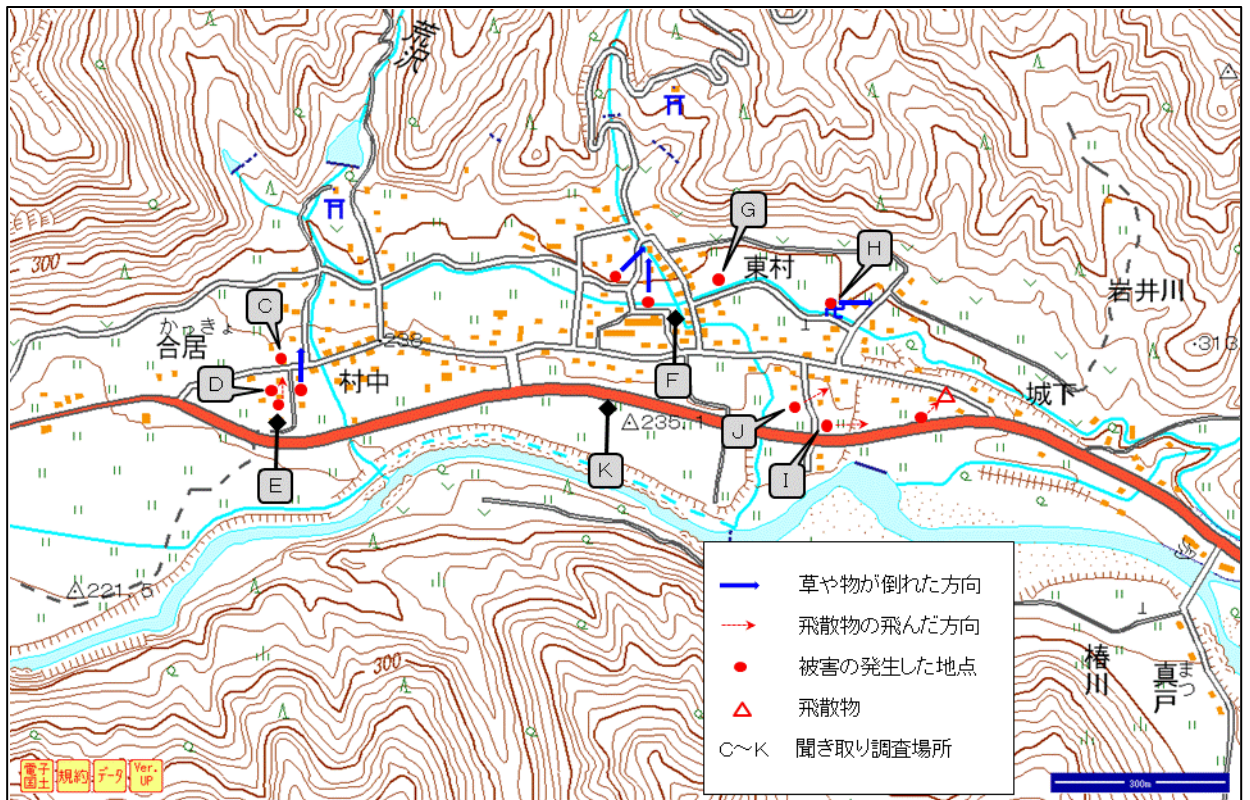 荒沢
300
G
東村
H
岩井川
C
かっきょ
合居
238
・313
D
村中
F
城下
J
△235.1
E
K
I
△221.5
300
草や物が倒れた方向
飛散物の飛んだ方向
被害の発生した地点
飛散物
C~K 聞き取り調査場所
椿川
真戸
まつ
電子国土
規約
データ
Ver.UP
300m